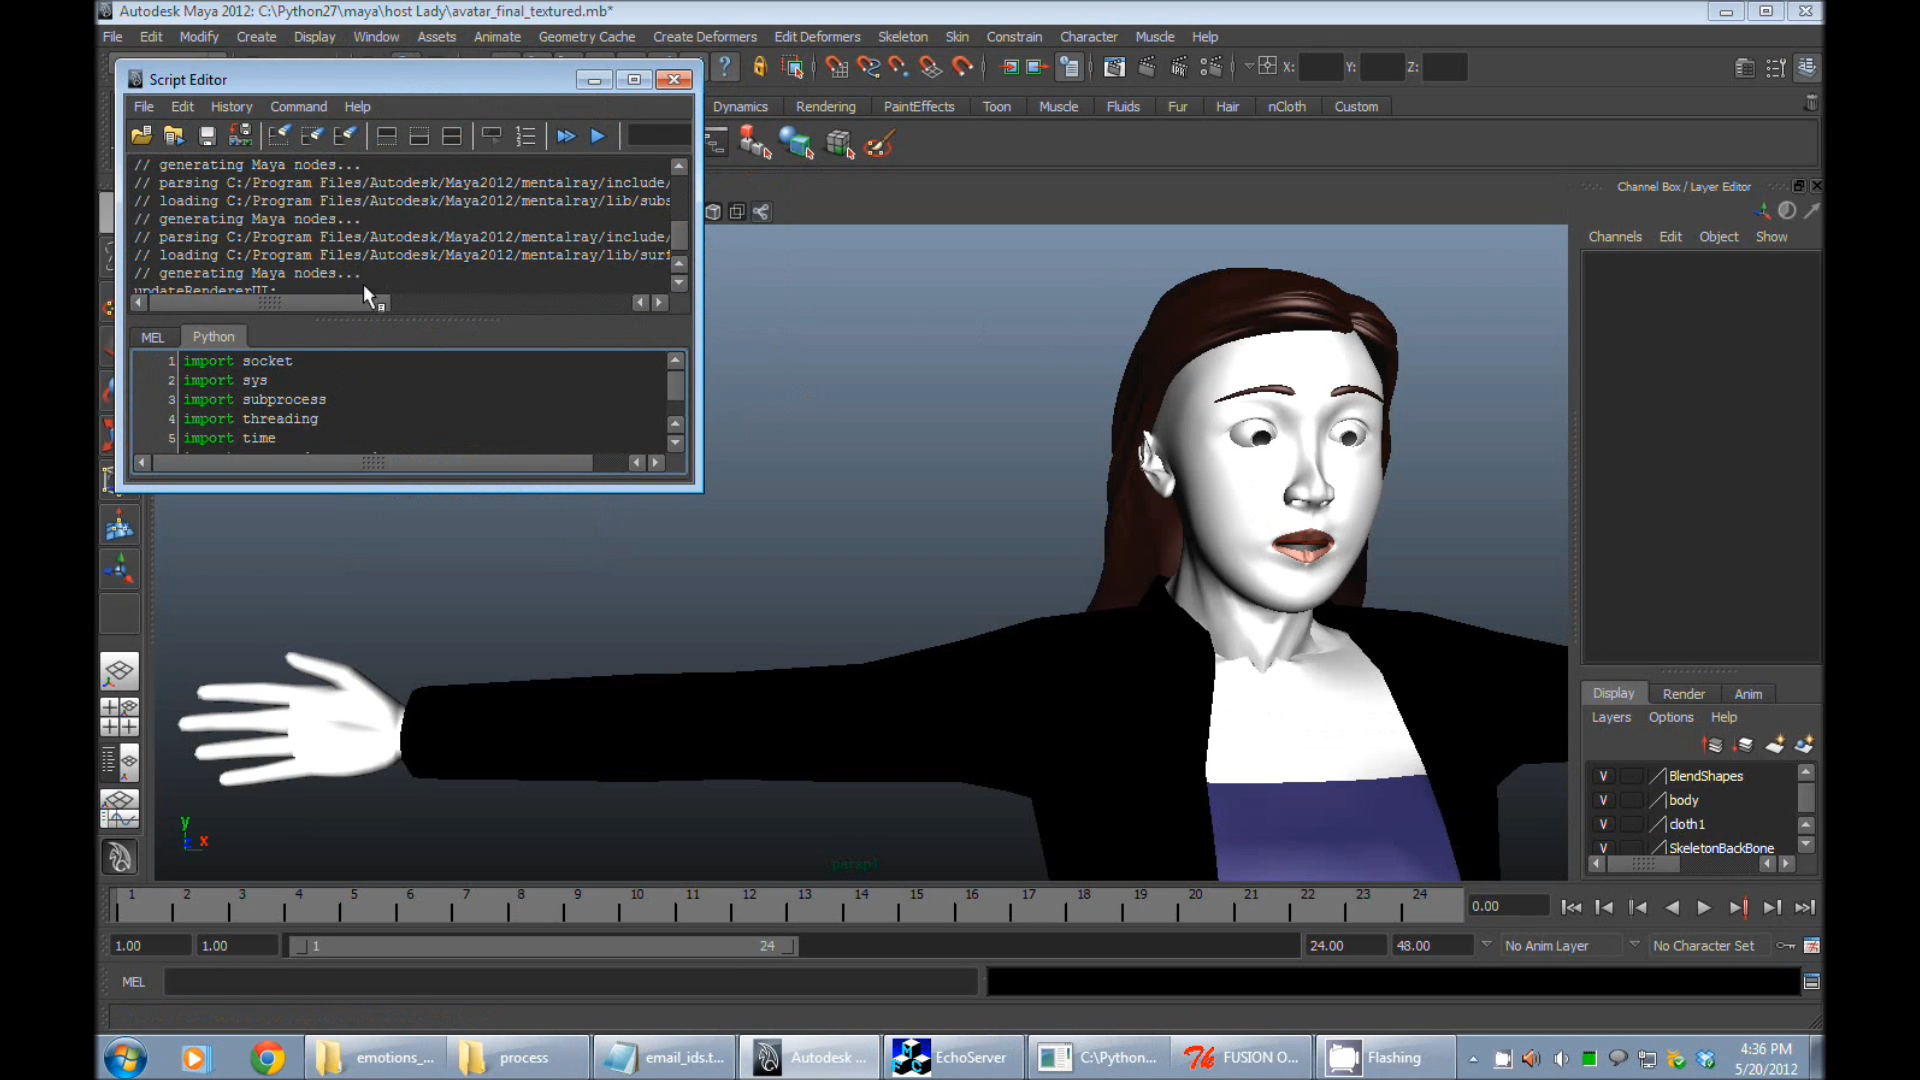 Autodesk Maya 2012: C:\Python27\maya\host Lady\avatar_final_textured.mb*
File Edit Modify Create Display Window Assets Animate Geometry Cache Create Deformers Edit Deformers Skeleton Skin Constrain Character Muscle Help
X: Y: Z:
Script Editor
File Edit History Command Help
Dynamics Rendering PaintEffects Toon Muscle Fluids Fur Hair nCloth Custom
// generating Maya nodes...
// parsing C:/Program Files/Autodesk/Maya2012/mentalray/include/
// loading C:/Program Files/Autodesk/Maya2012/mentalray/lib/subs
// generating Maya nodes...
// parsing C:/Program Files/Autodesk/Maya2012/mentalray/include/
// loading C:/Program Files/Autodesk/Maya2012/mentalray/lib/surf
// generating Maya nodes...
updateRendererUI;
MEL Python
1 import socket
2 import sys
3 import subprocess
4 import threading
5 import time
Channel Box / Layer Editor
Channels Edit Object Show
Display Render Anim
Layers Options Help
V BlendShapes
V body
V cloth1
V SkeletonBackBone
y
x
persp1
1 2 3 4 5 6 7 8 9 10 11 12 13 14 15 16 17 18 19 20 21 22 23 24
0.00
1.00 1.00 1 24 24.00 48.00 No Anim Layer No Character Set
MEL
emotions_... process email_ids.t... Autodesk ... EchoServer C:\Python... FUSION O... Flashing
4:36 PM
5/20/2012